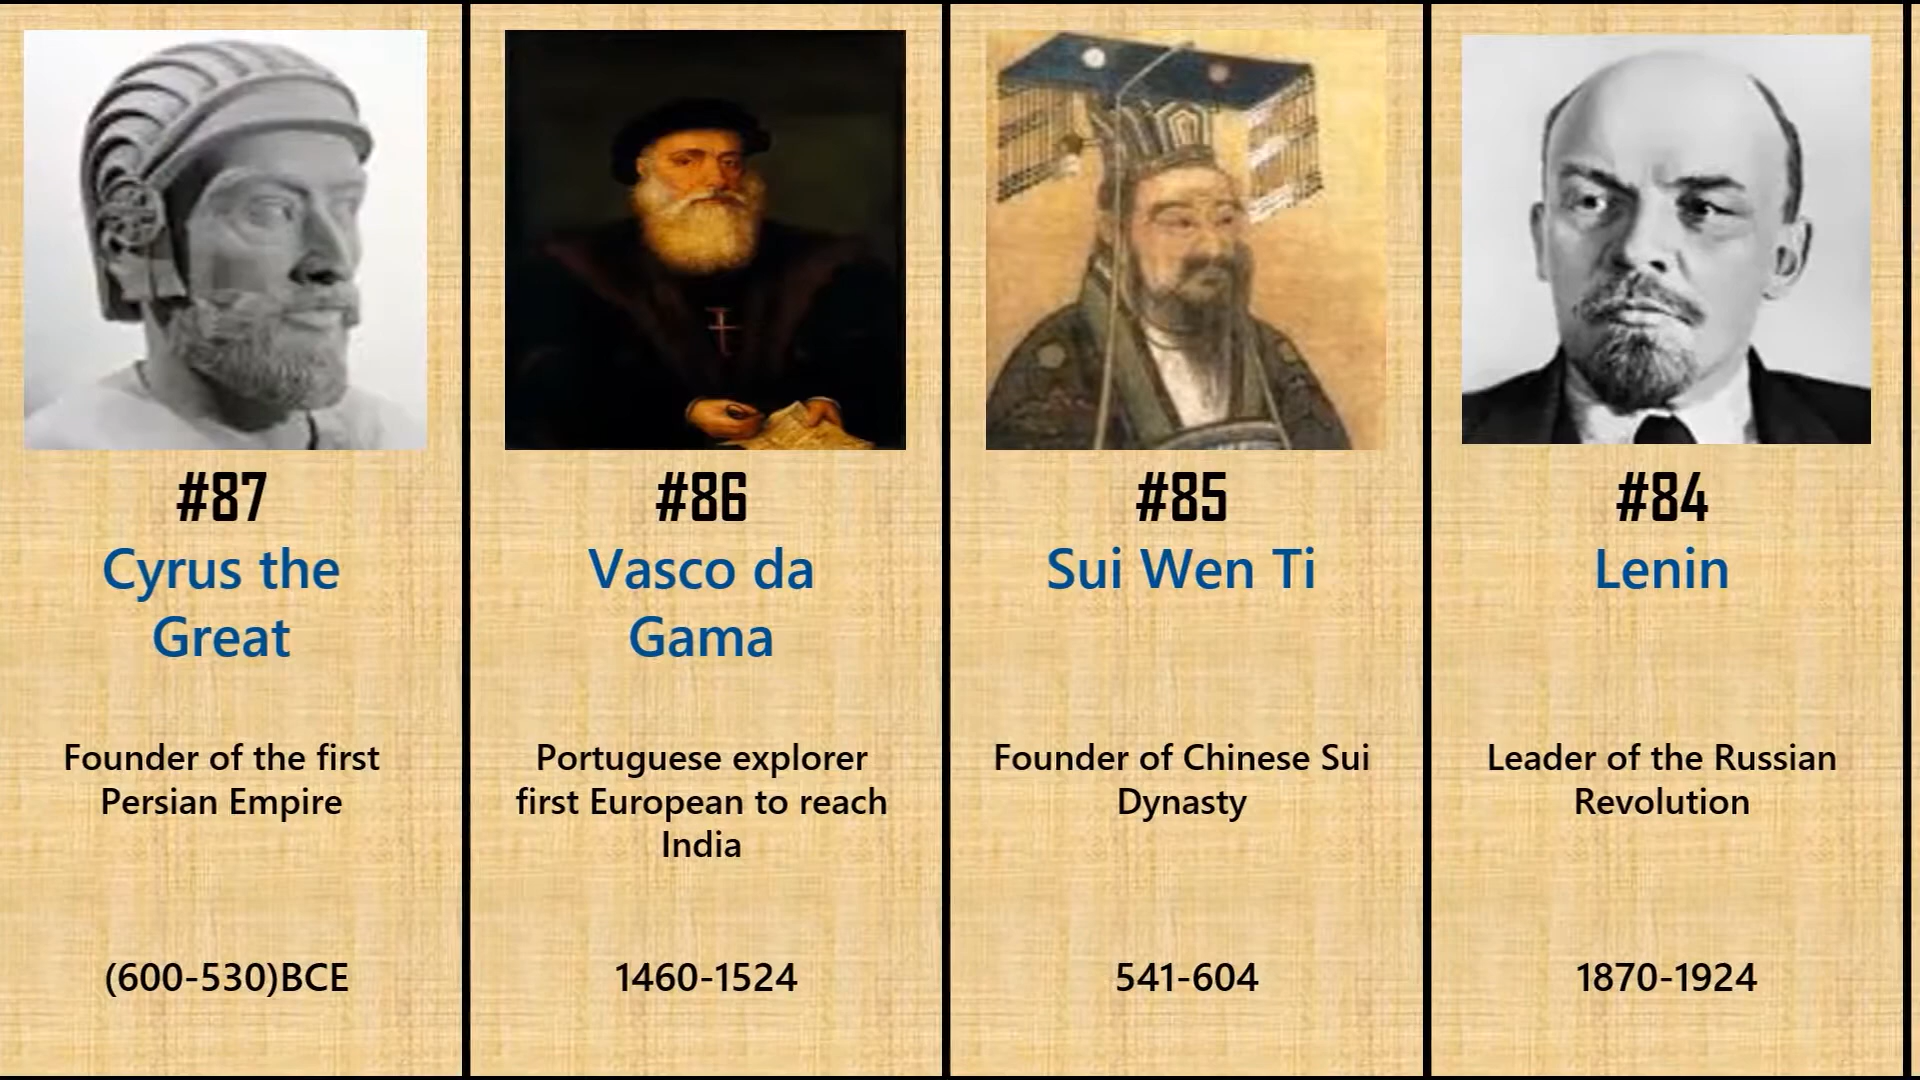 #87
Cyrus the
Great
Founder of the first
Persian Empire
(600-530)BCE
#86
Vasco da
Gama
Portuguese explorer
first European to reach
India
1460-1524
#85
Sui Wen Ti
Founder of Chinese Sui
Dynasty
541-604
#84
Lenin
Leader of the Russian
Revolution
1870-1924